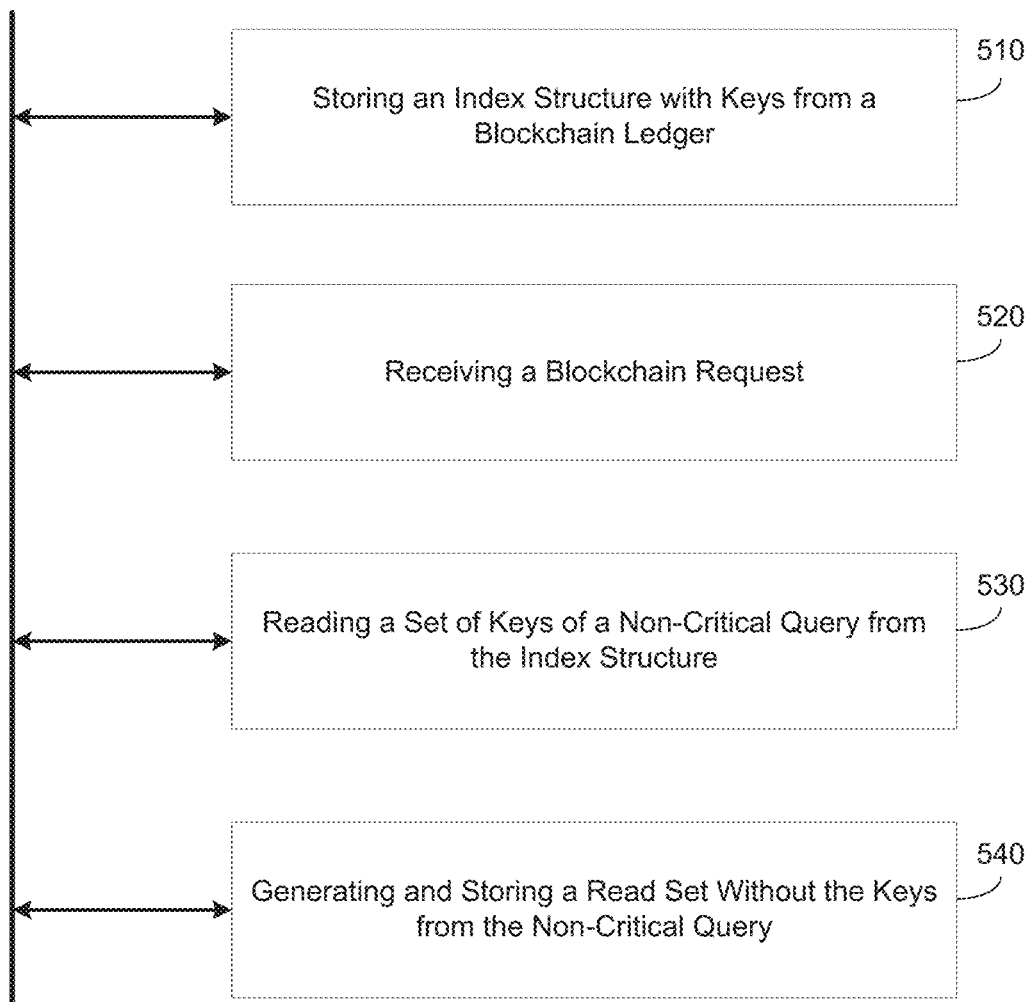 510
Storing an Index Structure with Keys from a
Blockchain Ledger
520
Receiving a Blockchain Request
530
Reading a Set of Keys of a Non-Critical Query from
the Index Structure
540
Generating and Storing a Read Set Without the Keys
from the Non-Critical Query